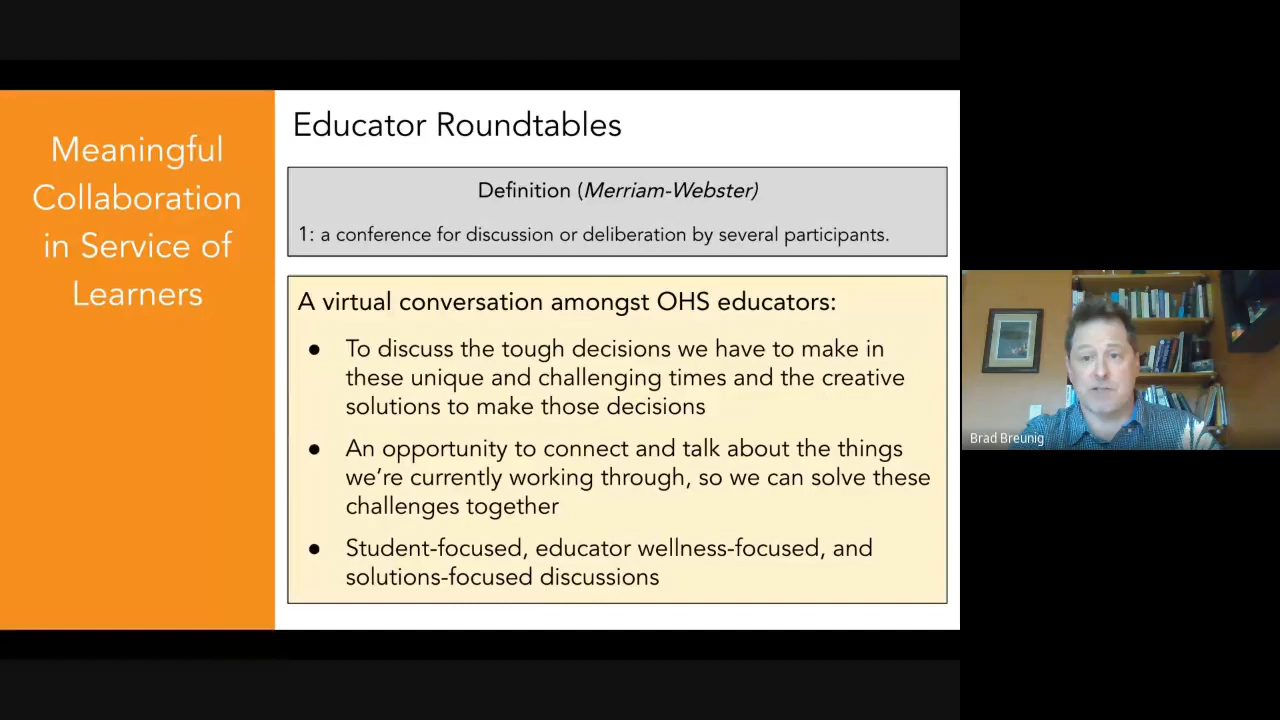 Meaningful
Collaboration
in Service of
Learners
Educator Roundtables
Definition (Merriam-Webster)
1: a conference for discussion or deliberation by several participants.
A virtual conversation amongst OHS educators:
● To discuss the tough decisions we have to make in
these unique and challenging times and the creative
solutions to make those decisions
● An opportunity to connect and talk about the things
we're currently working through, so we can solve these
challenges together
● Student-focused, educator wellness-focused, and
solutions-focused discussions
Brad Breunig